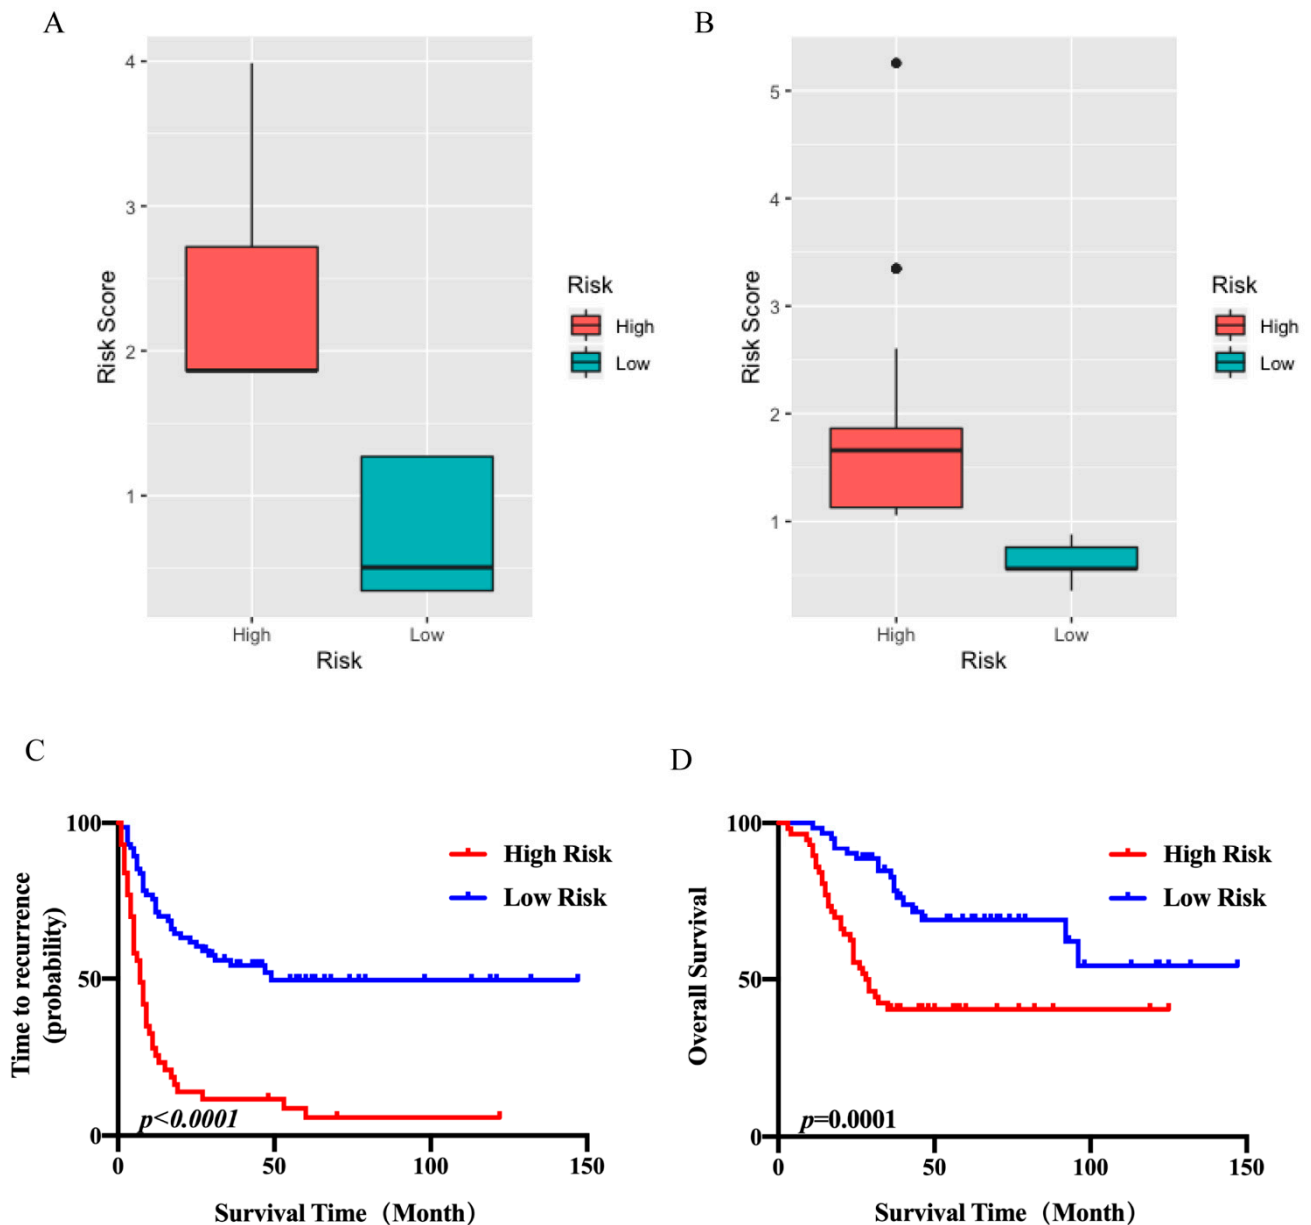 A
4
3
2
1
Risk Score
High
Low
Risk
Risk
High
Low
B
5
4
3
2
1
Risk Score
High
Low
Risk
Risk
High
Low
C
100
50
0
Time to recurrence
(probability)
High Risk
Low Risk
p<0.0001
0
50
100
150
Survival Time（Month）
D
100
50
0
Overall Survival
High Risk
Low Risk
p=0.0001
0
50
100
150
Survival Time（Month）